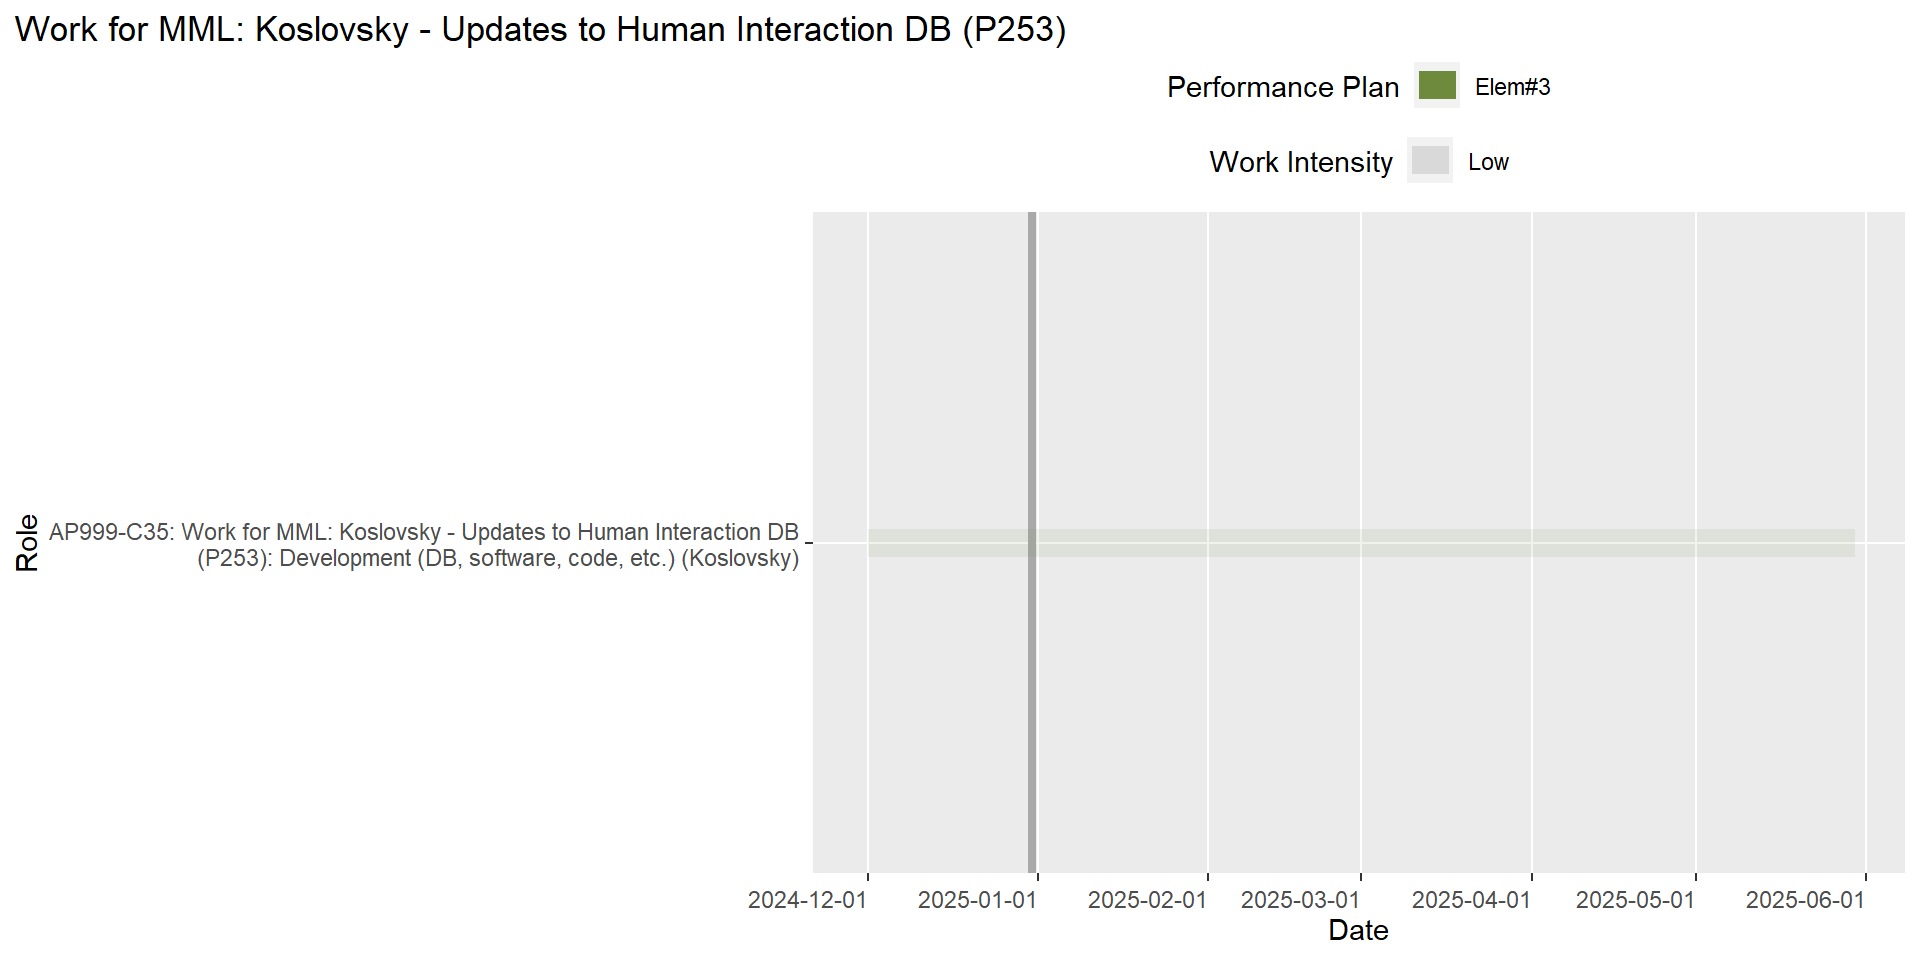 Work for MML: Koslovsky - Updates to Human Interaction DB (P253)
Performance Plan Elem#3
Work Intensity Low
Role
AP999-C35: Work for MML: Koslovsky - Updates to Human Interaction DB
(P253): Development (DB, software, code, etc.) (Koslovsky)
2024-12-01 2025-01-01 2025-02-01 2025-03-01 2025-04-01 2025-05-01 2025-06-01
Date